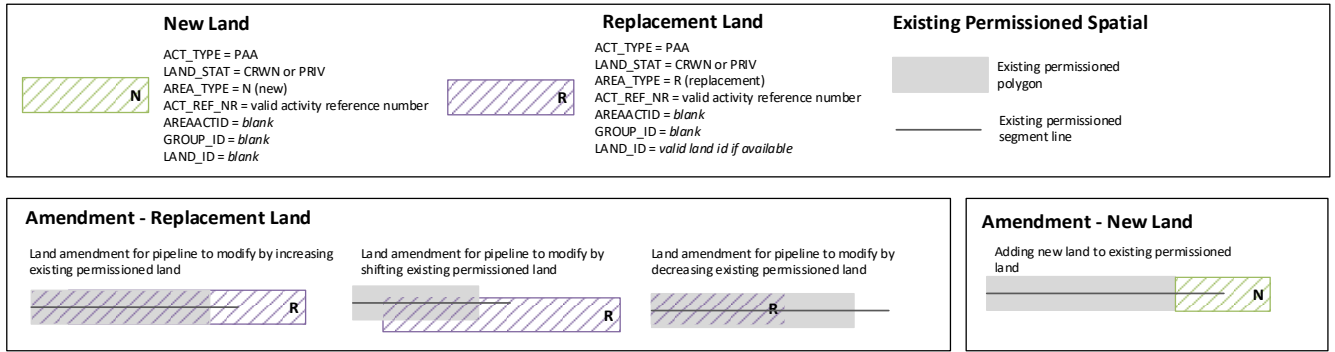 New Land
ACT_TYPE = PAA
LAND_STAT = CRWN or PRIV
AREA_TYPE = N (new)
ACT_REF_NR = valid activity reference number
AREAACTID = blank
GROUP_ID = blank
LAND_ID = blank
N
Replacement Land
ACT_TYPE = PAA
LAND_STAT = CRWN or PRIV
AREA_TYPE = R (replacement)
ACT_REF_NR = valid activity reference number
AREAACTID = blank
GROUP_ID = blank
LAND_ID = valid land id if available
R
Existing Permissioned Spatial
Existing permissioned
polygon
Existing permissioned
segment line
Amendment - Replacement Land
Land amendment for pipeline to modify by increasing
existing permissioned land
R
Land amendment for pipeline to modify by
shifting existing permissioned land
R
Land amendment for pipeline to modify by
decreasing existing permissioned land
R
Amendment - New Land
Adding new land to existing permissioned
land
N